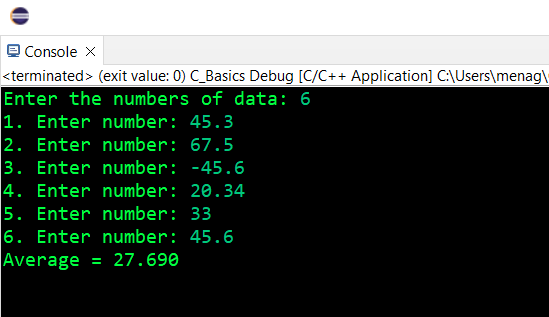 Console
<terminated> (exit value: 0) C_Basics Debug [C/C++ Application] C:\Users\menag\
Enter the numbers of data: 6
1. Enter number: 45.3
2. Enter number: 67.5
3. Enter number: -45.6
4. Enter number: 20.34
5. Enter number: 33
6. Enter number: 45.6
Average = 27.690